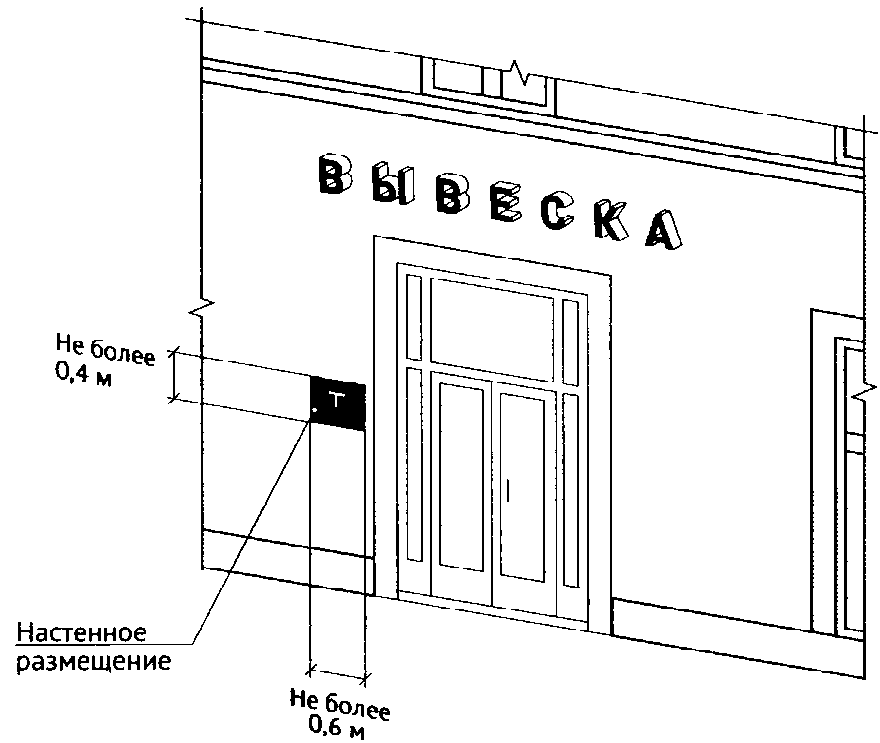 ВЫВЕСКА
Не более
0,4 м
Т
Настенное
размещение
Не более
0,6 м